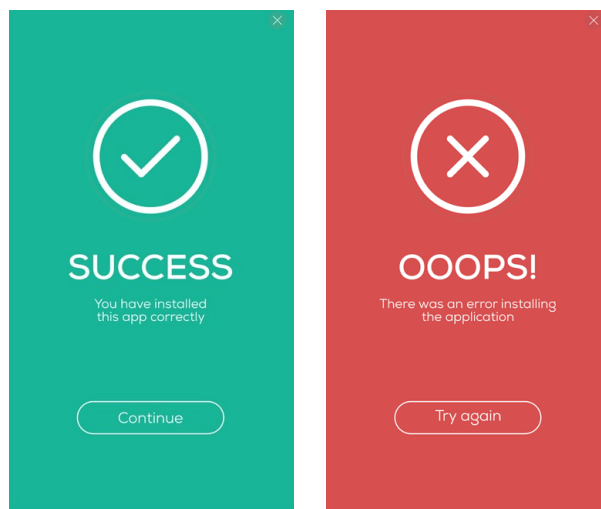 SUCCESS
You have installed
this app correctly
Continue
OOOPS!
There was an error installing
the application
Try again